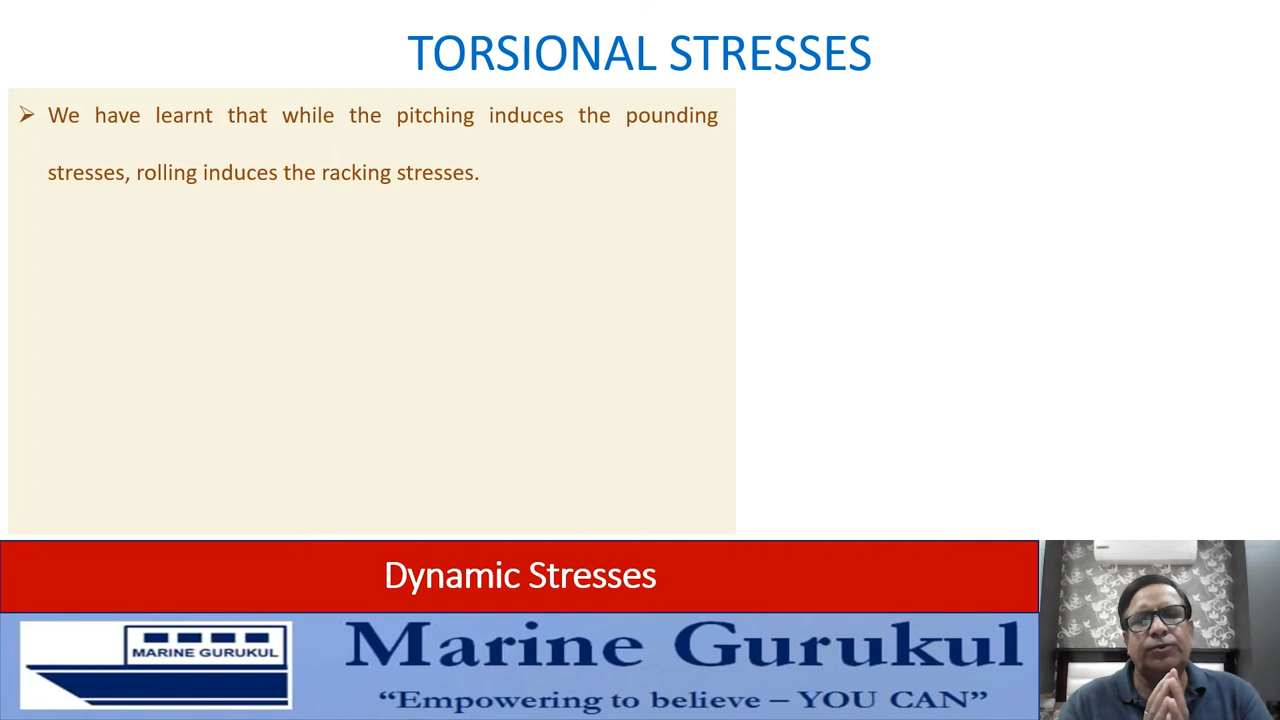 TORSIONAL STRESSES
➢ We have learnt that while the pitching induces the pounding
stresses, rolling induces the racking stresses.
Dynamic Stresses
MARINE GURUKUL
Marine Gurukul
“Empowering to believe – YOU CAN”